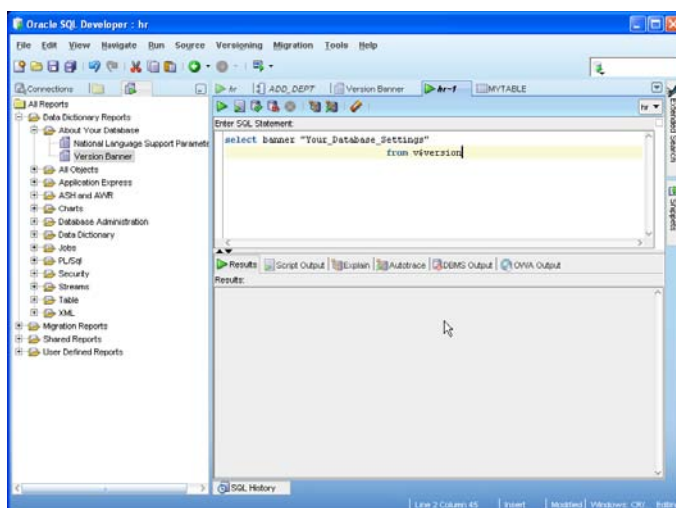 Oracle SQL Developer : hr
File Edit View Navigate Run Source Versioning Migration Tools Help
Connections
All Reports
Data Dictionary Reports
About Your Database
National Language Support Paramete
Version Banner
All Objects
Application Express
ASH and AWR
Charts
Database Administration
Data Dictionary
Jobs
PL/Sql
Security
Streams
Table
XML
Migration Reports
Shared Reports
User Defined Reports
hr ADD_DEPT Version Banner hr~1 MYTABLE
hr
Enter SQL Statement:
select banner "Your_Database_Settings"
from v$version
Results Script Output Explain Autotrace DBMS Output OWA Output
Results:
SQL History
Extended Search
Snippets
Line 2 Column 45 Insert Modified Windows: CR/ Editin